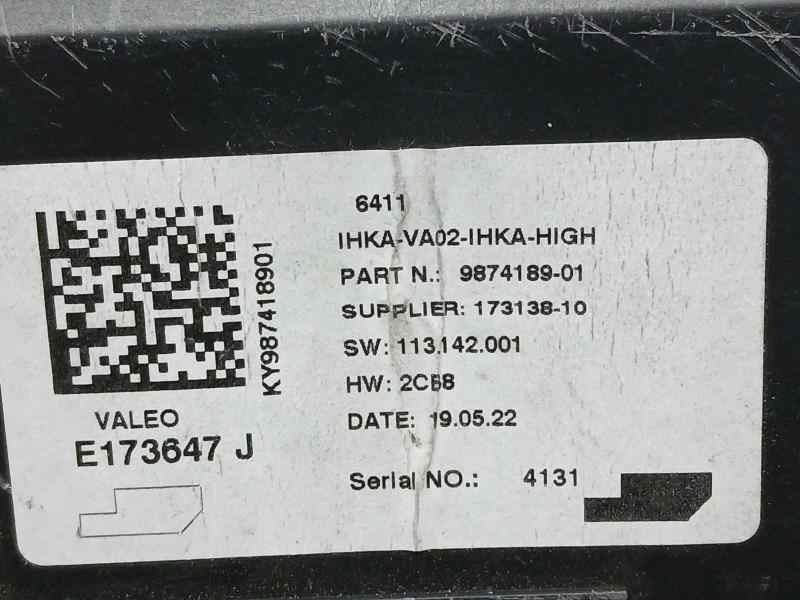 6411
IHKA-VA02-IHKA-HIGH
PART N.: 9874189-01
SUPPLIER: 173138-10
SW: 113.142.001
HW: 2CB8
DATE: 19.05.22
Serial NO.: 4131
KY987418901
VALEO
E173647 J